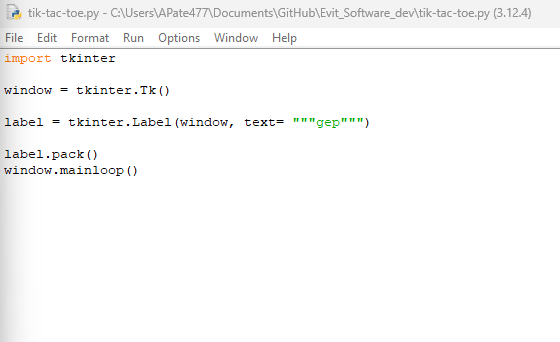 tik-tac-toe.py - C:\Users\APate477\Documents\GitHub\Evit_Software_dev\tik-tac-toe.py (3.12.4)
File Edit Format Run Options Window Help
import tkinter
window = tkinter.Tk()
label = tkinter.Label(window, text= """gep""")
label.pack()
window.mainloop()